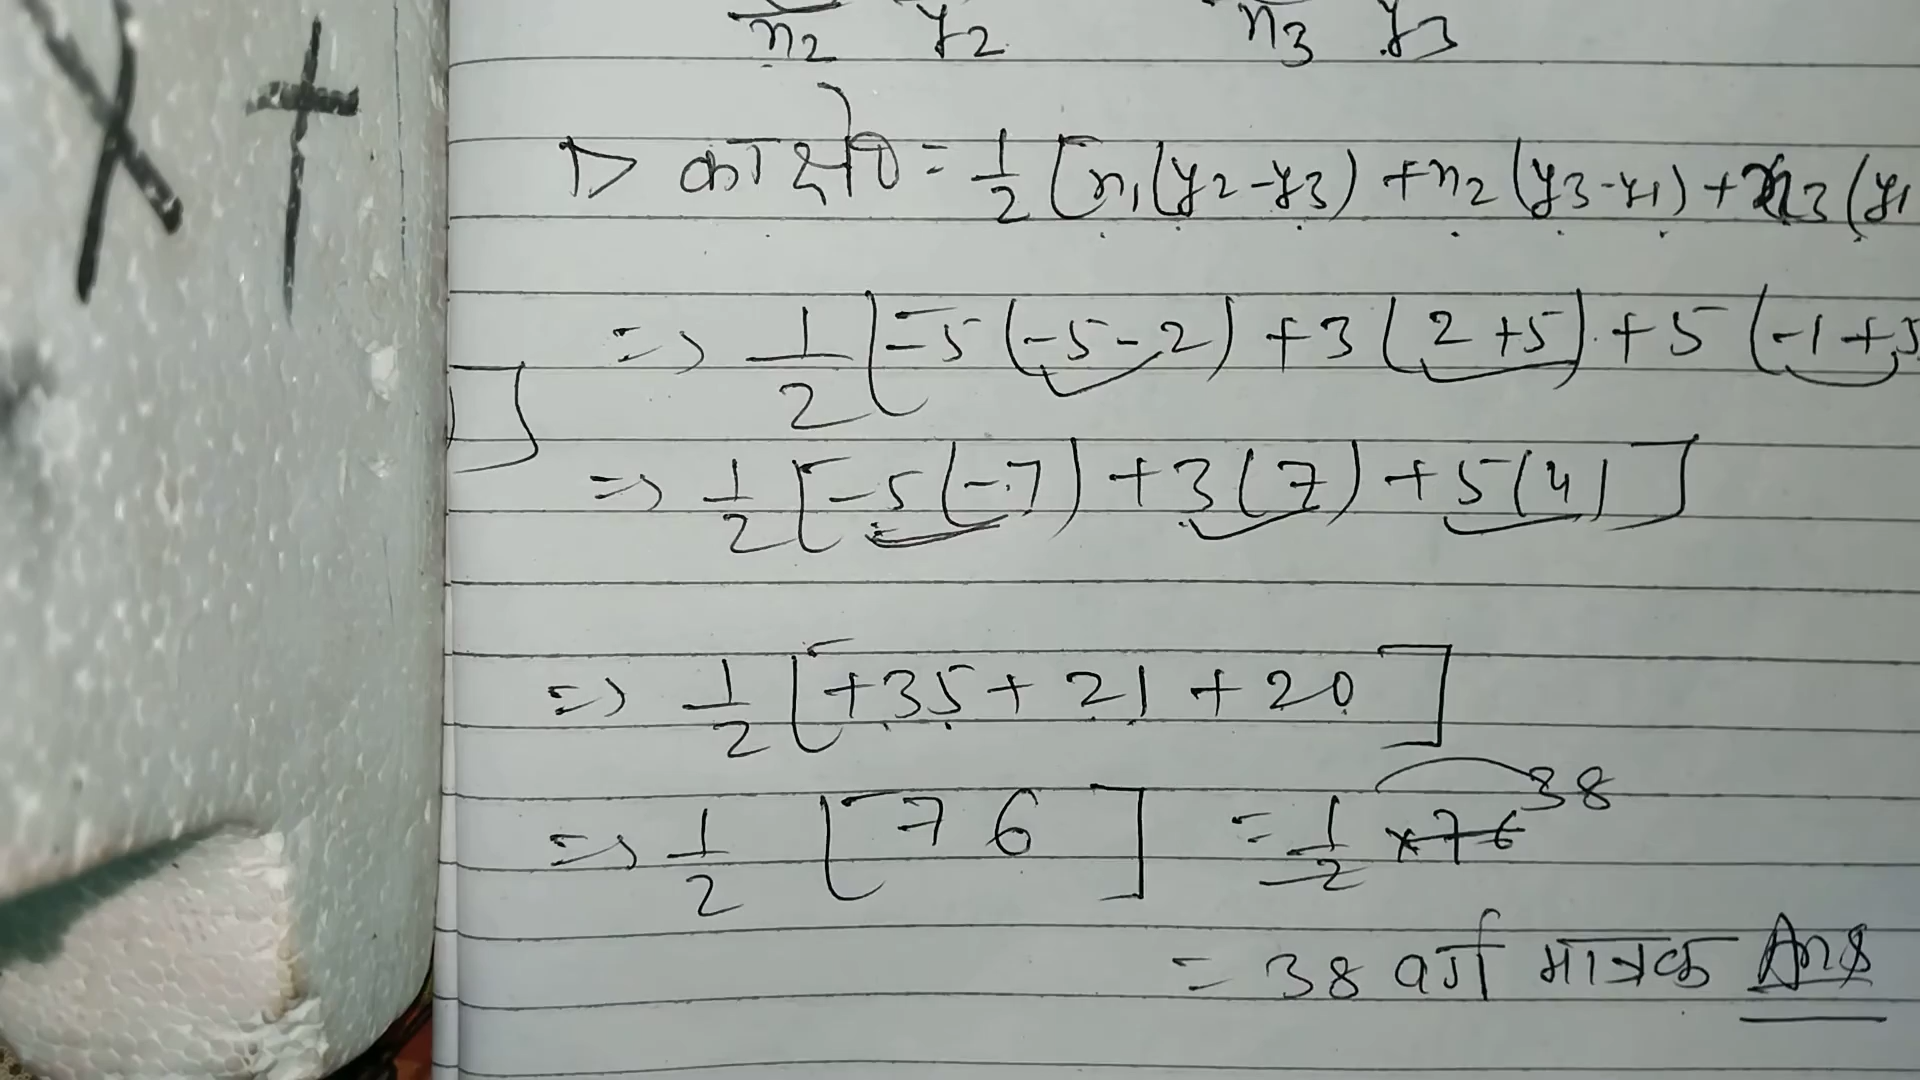 x2 y2 x3 y3
▷ का क्षे० = 1/2 [x1(y2-y3) + x2(y3-y1) + x3(y1
=> 1/2 [-5(-5-2) + 3(2+5) + 5(-1+5
=> 1/2 [-5(-7) + 3(7) + 5(4)]
=> 1/2 [+35 + 21 + 20]
=> 1/2 [76] = 1/2 ×76 38
= 38 वर्ग मात्रक Ans